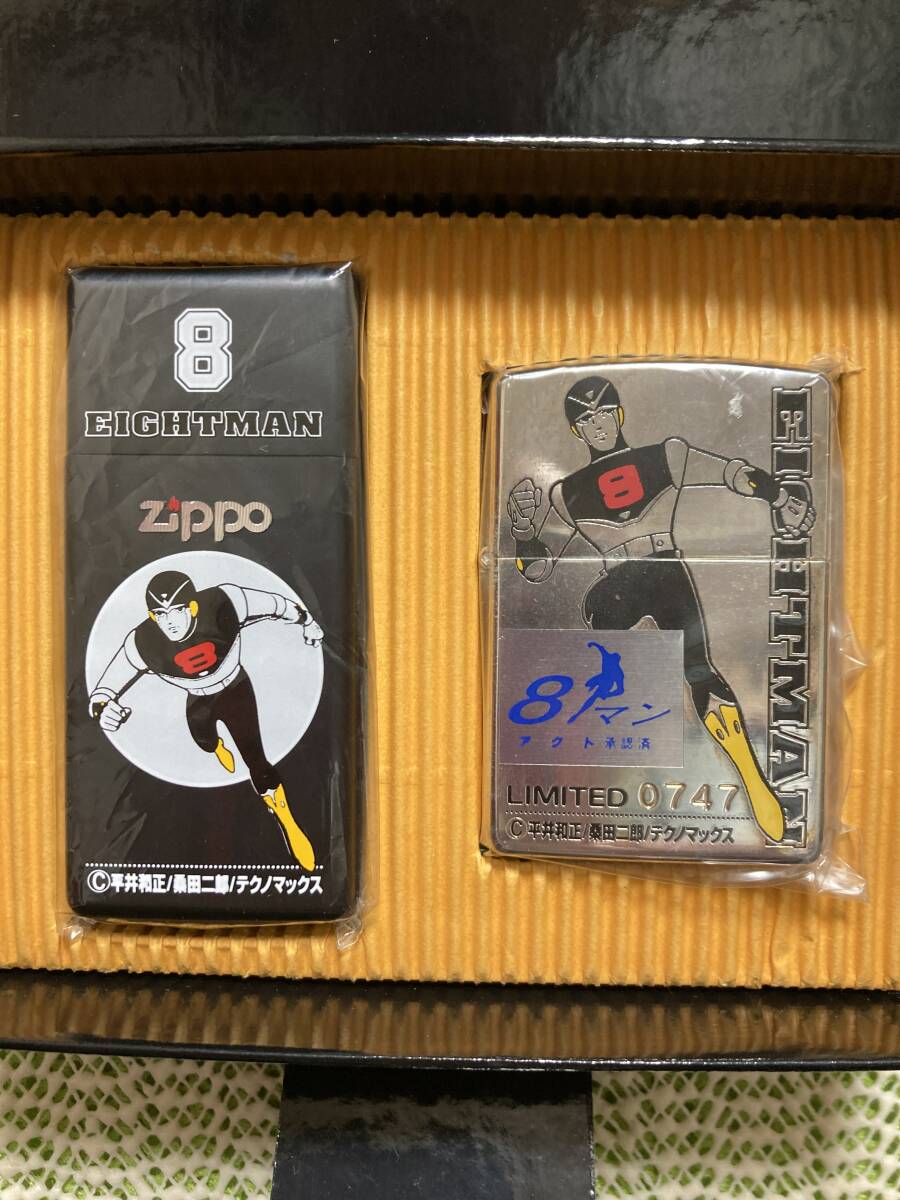 8
EIGHTMAN
Zippo
8
©平井和正/桑田二郎/テクノマックス
EIGHTMAN
8
8マン
アクト承認済
LIMITED 0747
©平井和正/桑田二郎/テクノマックス